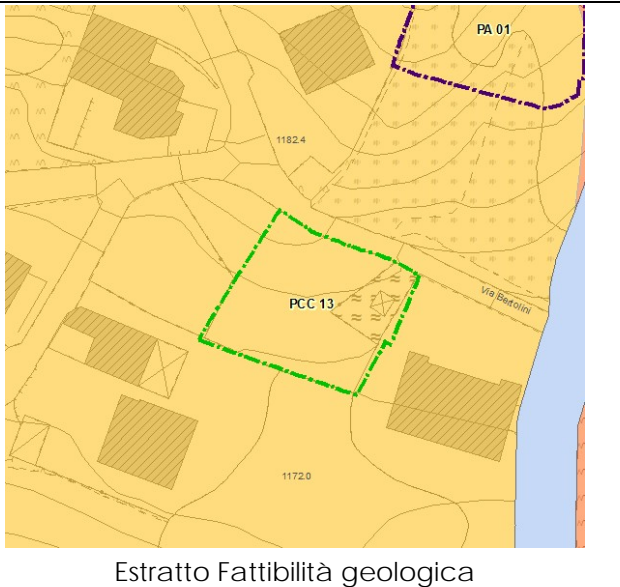 PA 01
1182.4
PCC 13
Via Bertolini
1172.0
Estratto Fattibilità geologica